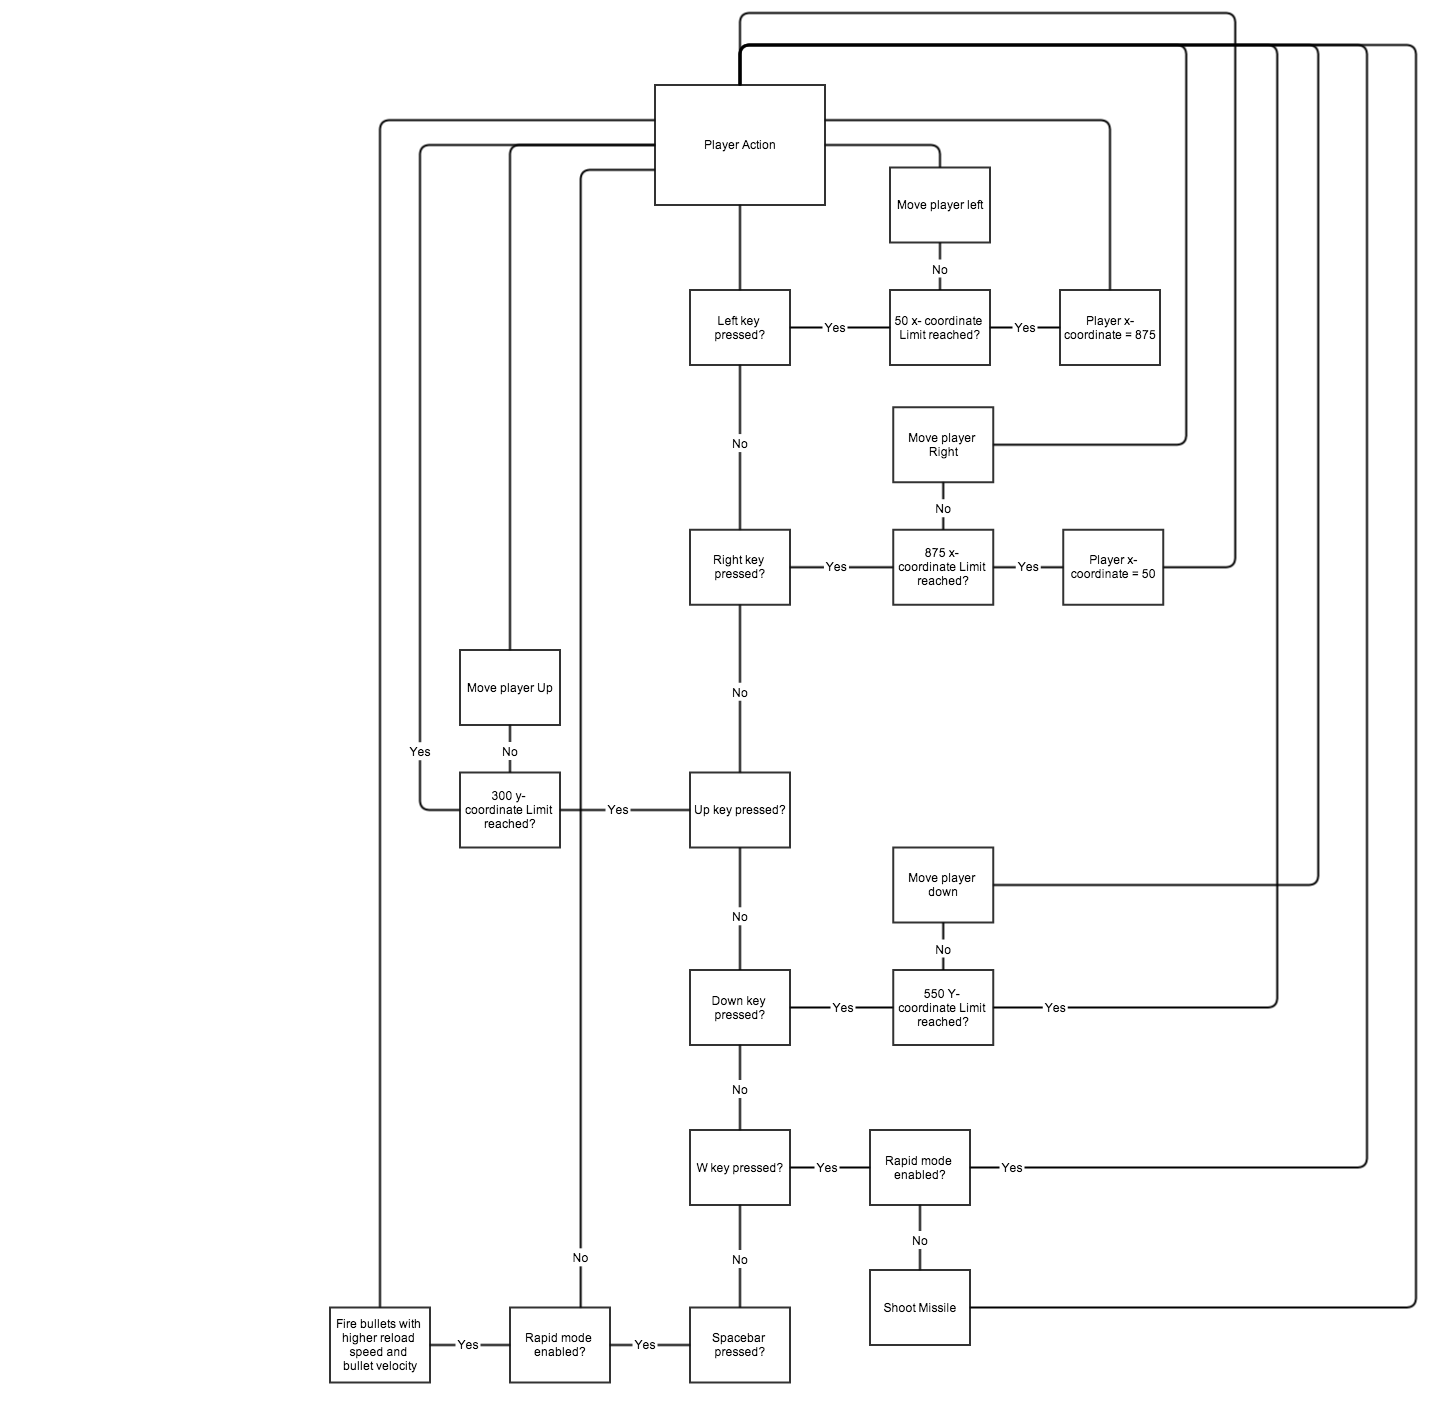 Player Action
Move player left
No
Left key
pressed?
Yes
50 x- coordinate
Limit reached?
Yes
Player x-
coordinate = 875
No
Move player
Right
No
Right key
pressed?
Yes
875 x-
coordinate Limit
reached?
Yes
Player x-
coordinate = 50
No
Move player Up
Yes
No
300 y-
coordinate Limit
reached?
Yes
Up key pressed?
Move player
down
No
No
Down key
pressed?
Yes
550 Y-
coordinate Limit
reached?
Yes
No
W key pressed?
Yes
Rapid mode
enabled?
Yes
No
No
No
Shoot Missile
Fire bullets with
higher reload
speed and
bullet velocity
Yes
Rapid mode
enabled?
Yes
Spacebar
pressed?